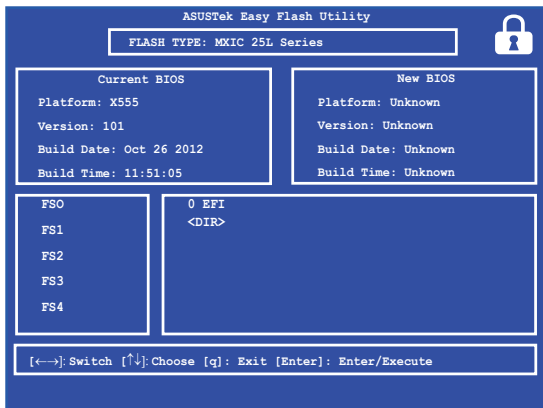 ASUSTek Easy Flash Utility
FLASH TYPE: MXIC 25L Series
Current BIOS
Platform: X555
Version: 101
Build Date: Oct 26 2012
Build Time: 11:51:05
New BIOS
Platform: Unknown
Version: Unknown
Build Date: Unknown
Build Time: Unknown
FSO
FS1
FS2
FS3
FS4
0 EFI
<DIR>
[←→]: Switch [↑↓]: Choose [q]: Exit [Enter]: Enter/Execute